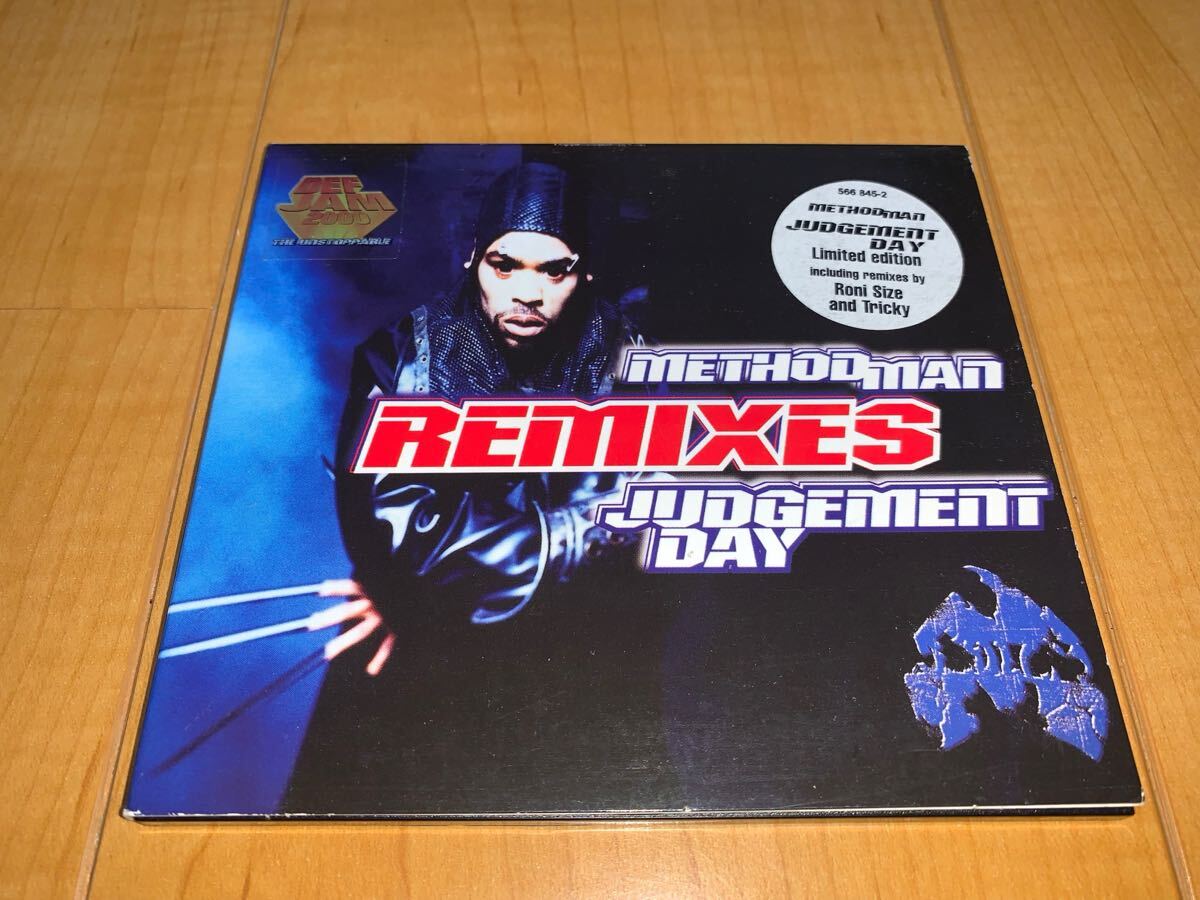 DEF
JAM
2000
THE UNSTOPPABLE
566 845-2
METHOD MAN
JUDGEMENT
DAY
Limited edition
including remixes by
Roni Size
and Tricky
METHOD MAN
REMIXES
JUDGEMENT
DAY